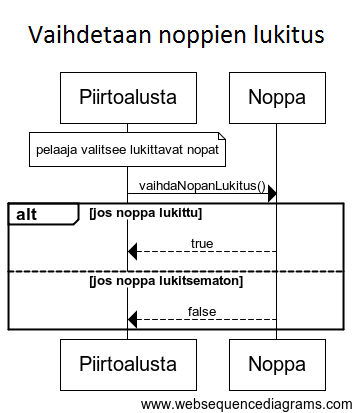 Vaihdetaan noppien lukitus
Piirtoalusta Noppa
pelaaja valitsee lukittavat nopat
vaihdaNopanLukitus()
alt [jos noppa lukittu]
true
[jos noppa lukitsematon]
false
Piirtoalusta Noppa
www.websequencediagrams.com